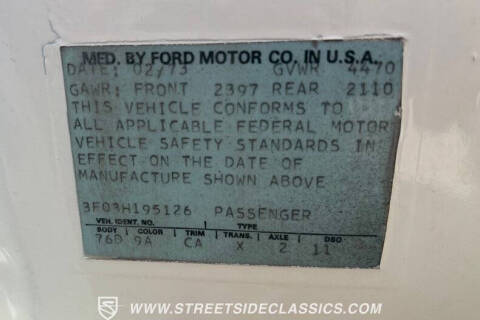 MFD. BY FORD MOTOR CO. IN U.S.A.
DATE: 02/73 GVWR 4470
GAWR: FRONT 2397 REAR 2110
THIS VEHICLE CONFORMS TO
ALL APPLICABLE FEDERAL MOTOR
VEHICLE SAFETY STANDARDS IN
EFFECT ON THE DATE OF
MANUFACTURE SHOWN ABOVE
3F03H195126 PASSENGER
VEH. IDENT. NO. TYPE
BODY COLOR TRIM TRANS. AXLE DSO
76D 9A CA X 2 11
WWW.STREETSIDECLASSICS.COM